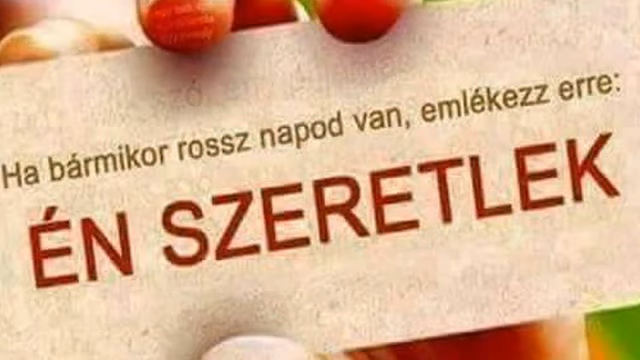 Ha bármikor rossz napod van, emlékezz erre:
ÉN SZERETLEK